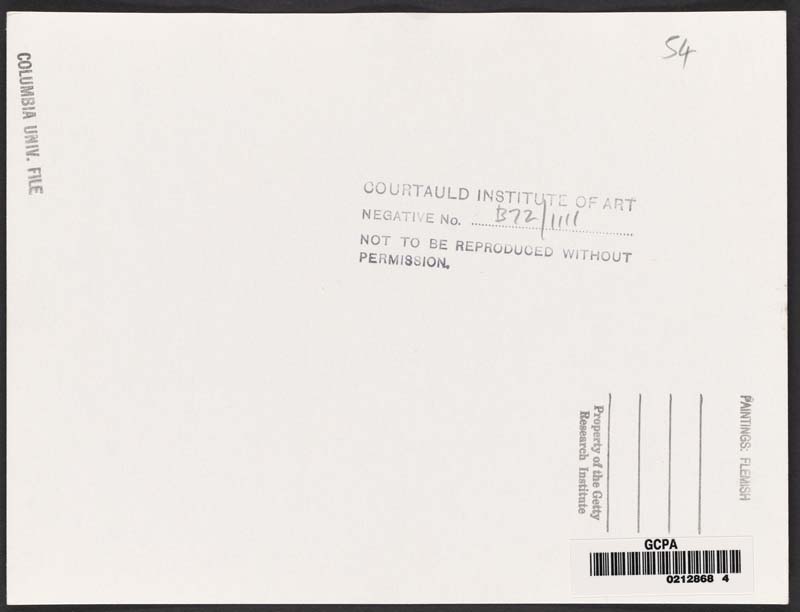 54
COLUMBIA UNIV. FILE
COURTAULD INSTITUTE OF ART
NEGATIVE No. B72/1111
NOT TO BE REPRODUCED WITHOUT
PERMISSION.
PAINTINGS: FLEMISH
Property of the Getty
Research Institute
GCPA
0212868 4